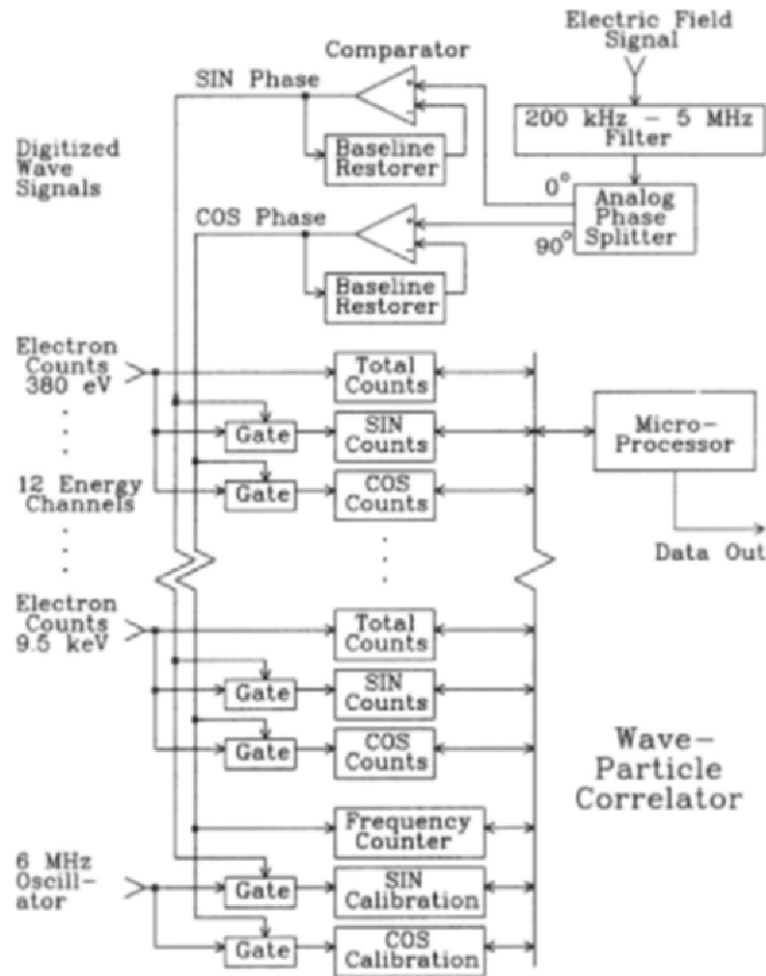 Electric Field
Signal
Comparator
SIN Phase
200 kHz - 5 MHz
Filter
Digitized
Wave
Signals
Baseline
Restorer
0°
Analog
Phase
Splitter
COS Phase
90°
Baseline
Restorer
Electron
Counts
380 eV
Total
Counts
Gate
SIN
Counts
Micro-
Processor
12 Energy
Channels
Gate
COS
Counts
Data Out
Electron
Counts
9.5 keV
Total
Counts
Gate
SIN
Counts
Gate
COS
Counts
Wave-
Particle
Correlator
Frequency
Counter
6 MHz
Oscill-
ator
Gate
SIN
Calibration
Gate
COS
Calibration